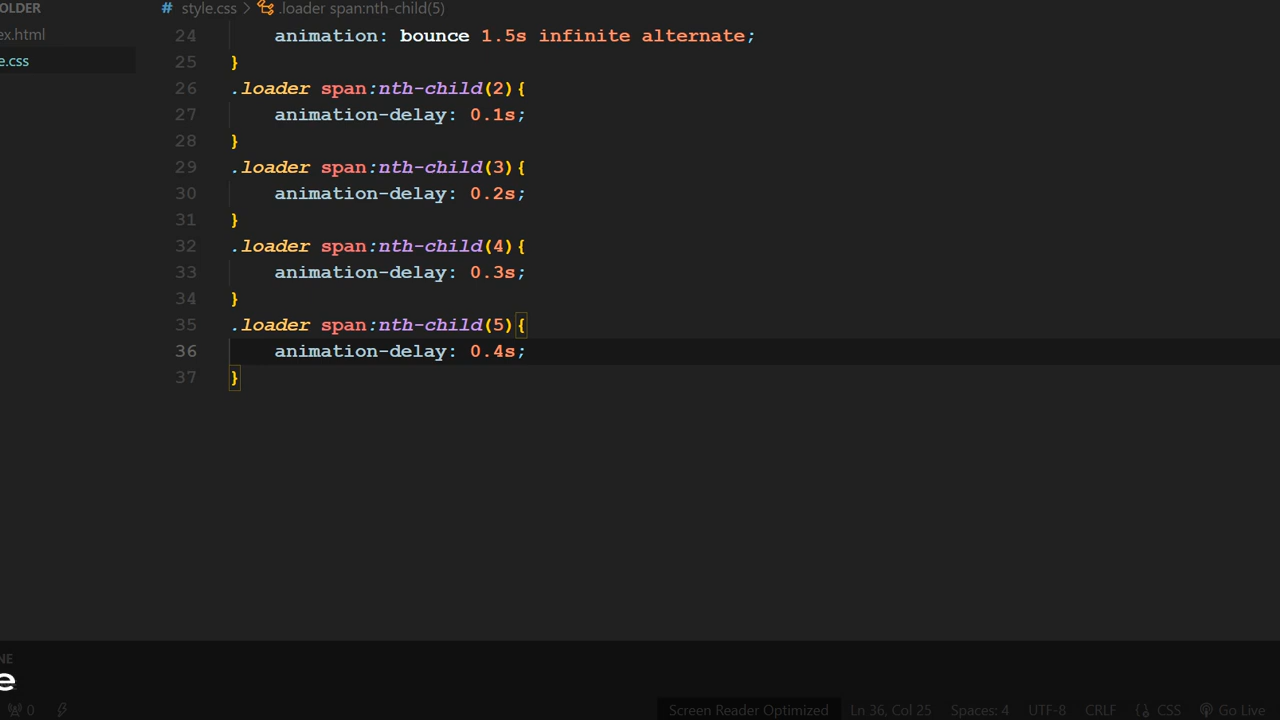 OLDER
# style.css > .loader span:nth-child(5)
ex.html
24 animation: bounce 1.5s infinite alternate;
e.css
25 }
26 .loader span:nth-child(2){
27 animation-delay: 0.1s;
28 }
29 .loader span:nth-child(3){
30 animation-delay: 0.2s;
31 }
32 .loader span:nth-child(4){
33 animation-delay: 0.3s;
34 }
35 .loader span:nth-child(5){
36 animation-delay: 0.4s;
37 }
NE
e
0 Screen Reader Optimized Ln 36, Col 25 Spaces: 4 UTF-8 CRLF CSS Go Live